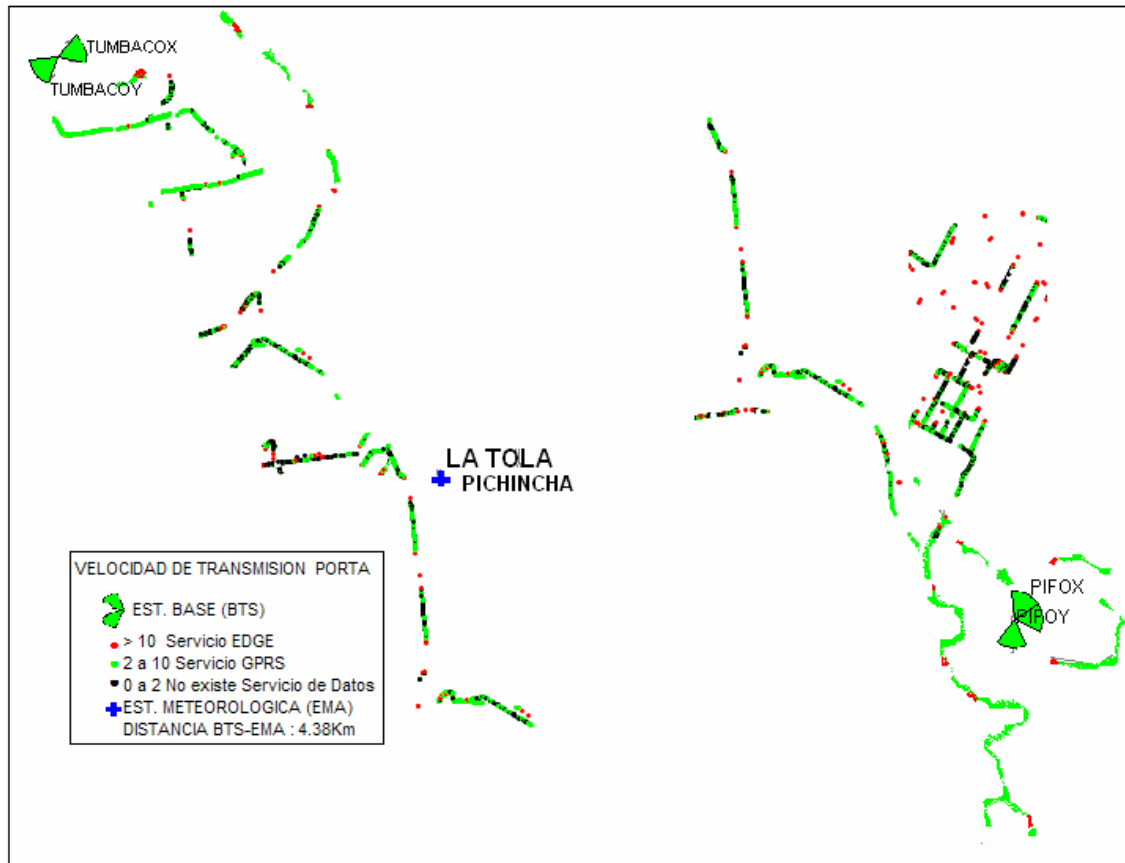 TUMBACOX
TUMBACOY
LA TOLA
PICHINCHA
VELOCIDAD DE TRANSMISION PORTA
EST. BASE (BTS)
> 10 Servicio EDGE
2 a 10 Servicio GPRS
0 a 2 No existe Servicio de Datos
EST. METEOROLOGICA (EMA)
DISTANCIA BTS-EMA : 4.38Km
PIFOX
PIFOY